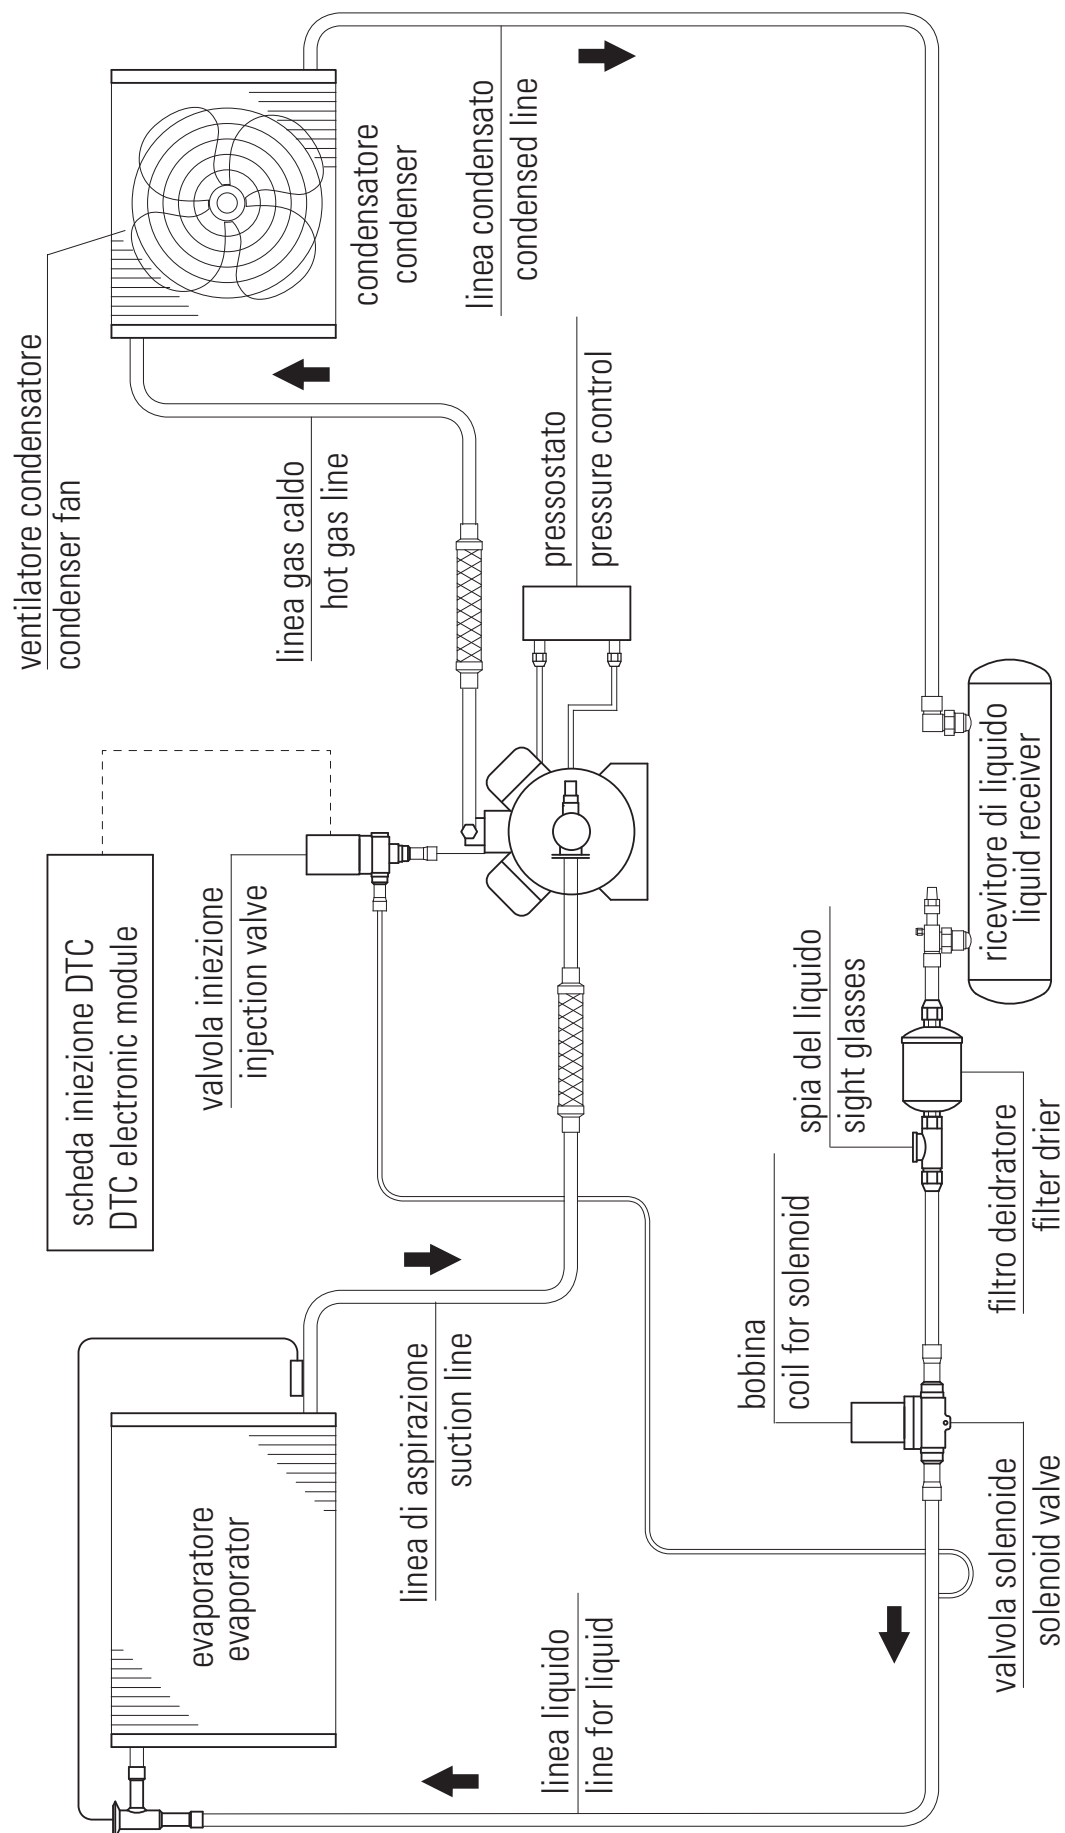 ventilatore condensatore
condenser fan
condensatore
condenser
linea condensato
condensed line
linea gas caldo
hot gas line
pressostato
pressure control
scheda iniezione DTC
DTC electronic module
valvola iniezione
injection valve
ricevitore di liquido
liquid receiver
spia del liquido
sight glasses
filtro deidratore
filter drier
bobina
coil for solenoid
valvola solenoide
solenoid valve
linea di aspirazione
suction line
evaporatore
evaporator
linea liquido
line for liquid